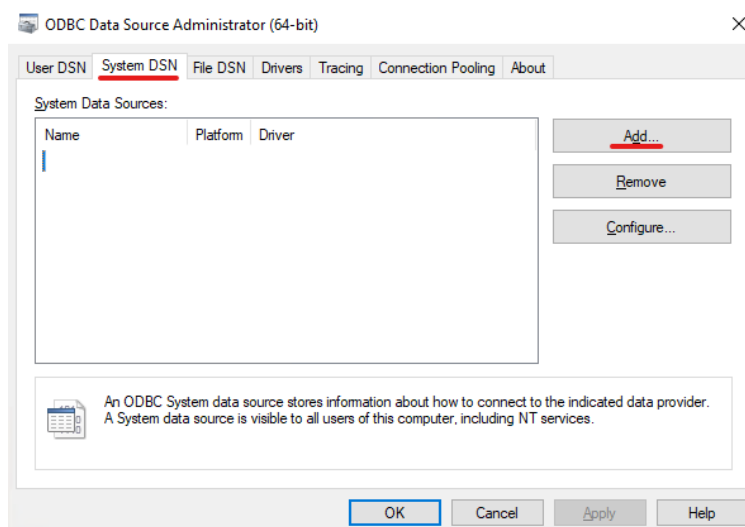 ODBC Data Source Administrator (64-bit)
User DSN System DSN File DSN Drivers Tracing Connection Pooling About
System Data Sources:
Name Platform Driver
Add...
Remove
Configure...
An ODBC System data source stores information about how to connect to the indicated data provider.
A System data source is visible to all users of this computer, including NT services.
OK Cancel Apply Help